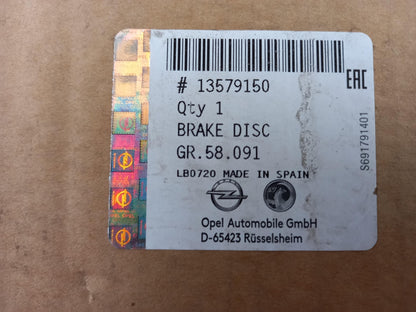 # 13579150
EAC
Qty 1
BRAKE DISC
GR.58.091
LB0720 MADE IN SPAIN
Opel Automobile GmbH
D-65423 Rüsselsheim
S691791401